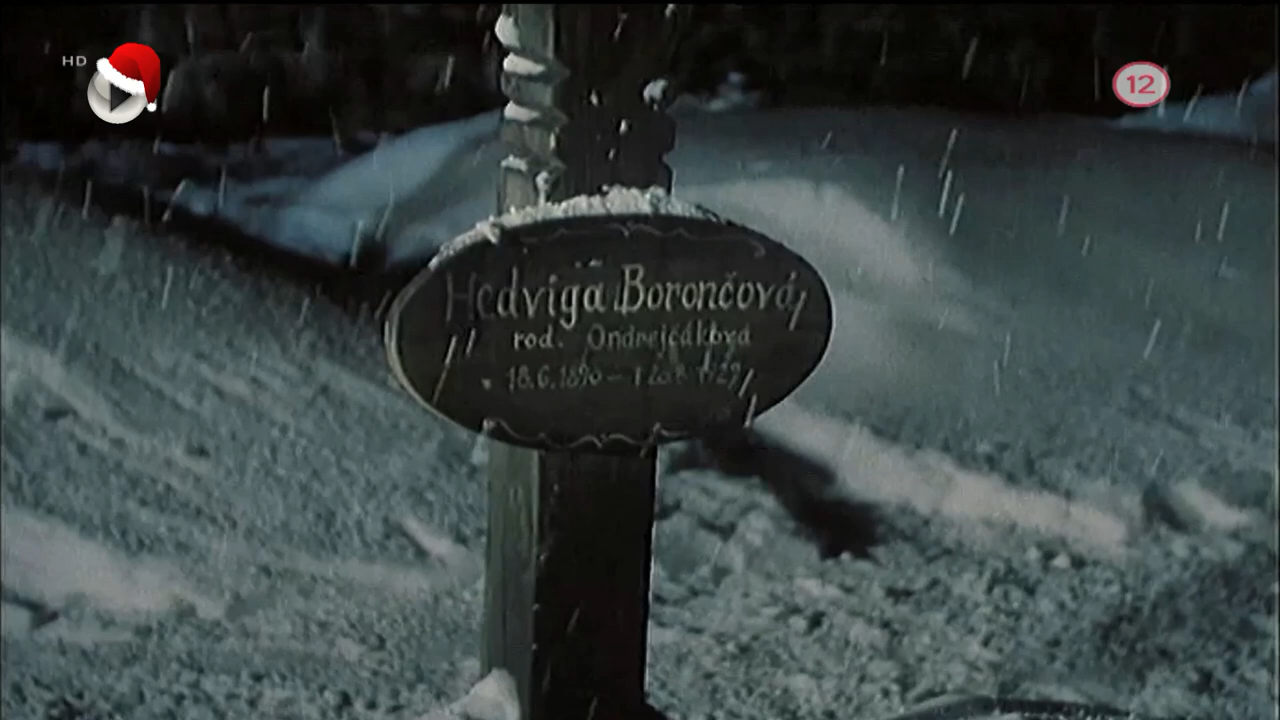 HD
12
Hedviga Borončová
rod. Ondrejčáková
18.6.1890 –